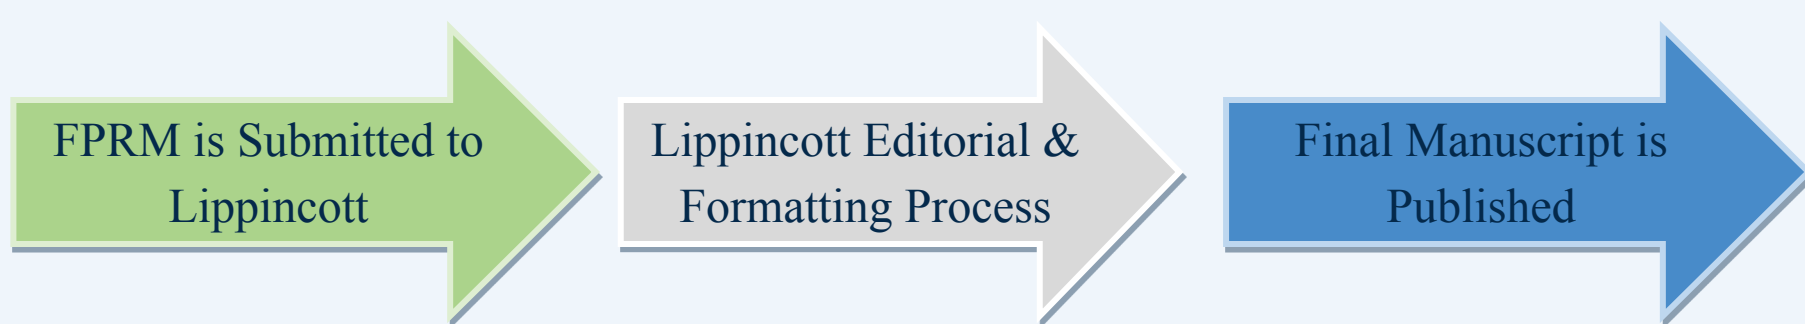 FPRM is Submitted to
Lippincott
Lippincott Editorial &
Formatting Process
Final Manuscript is
Published